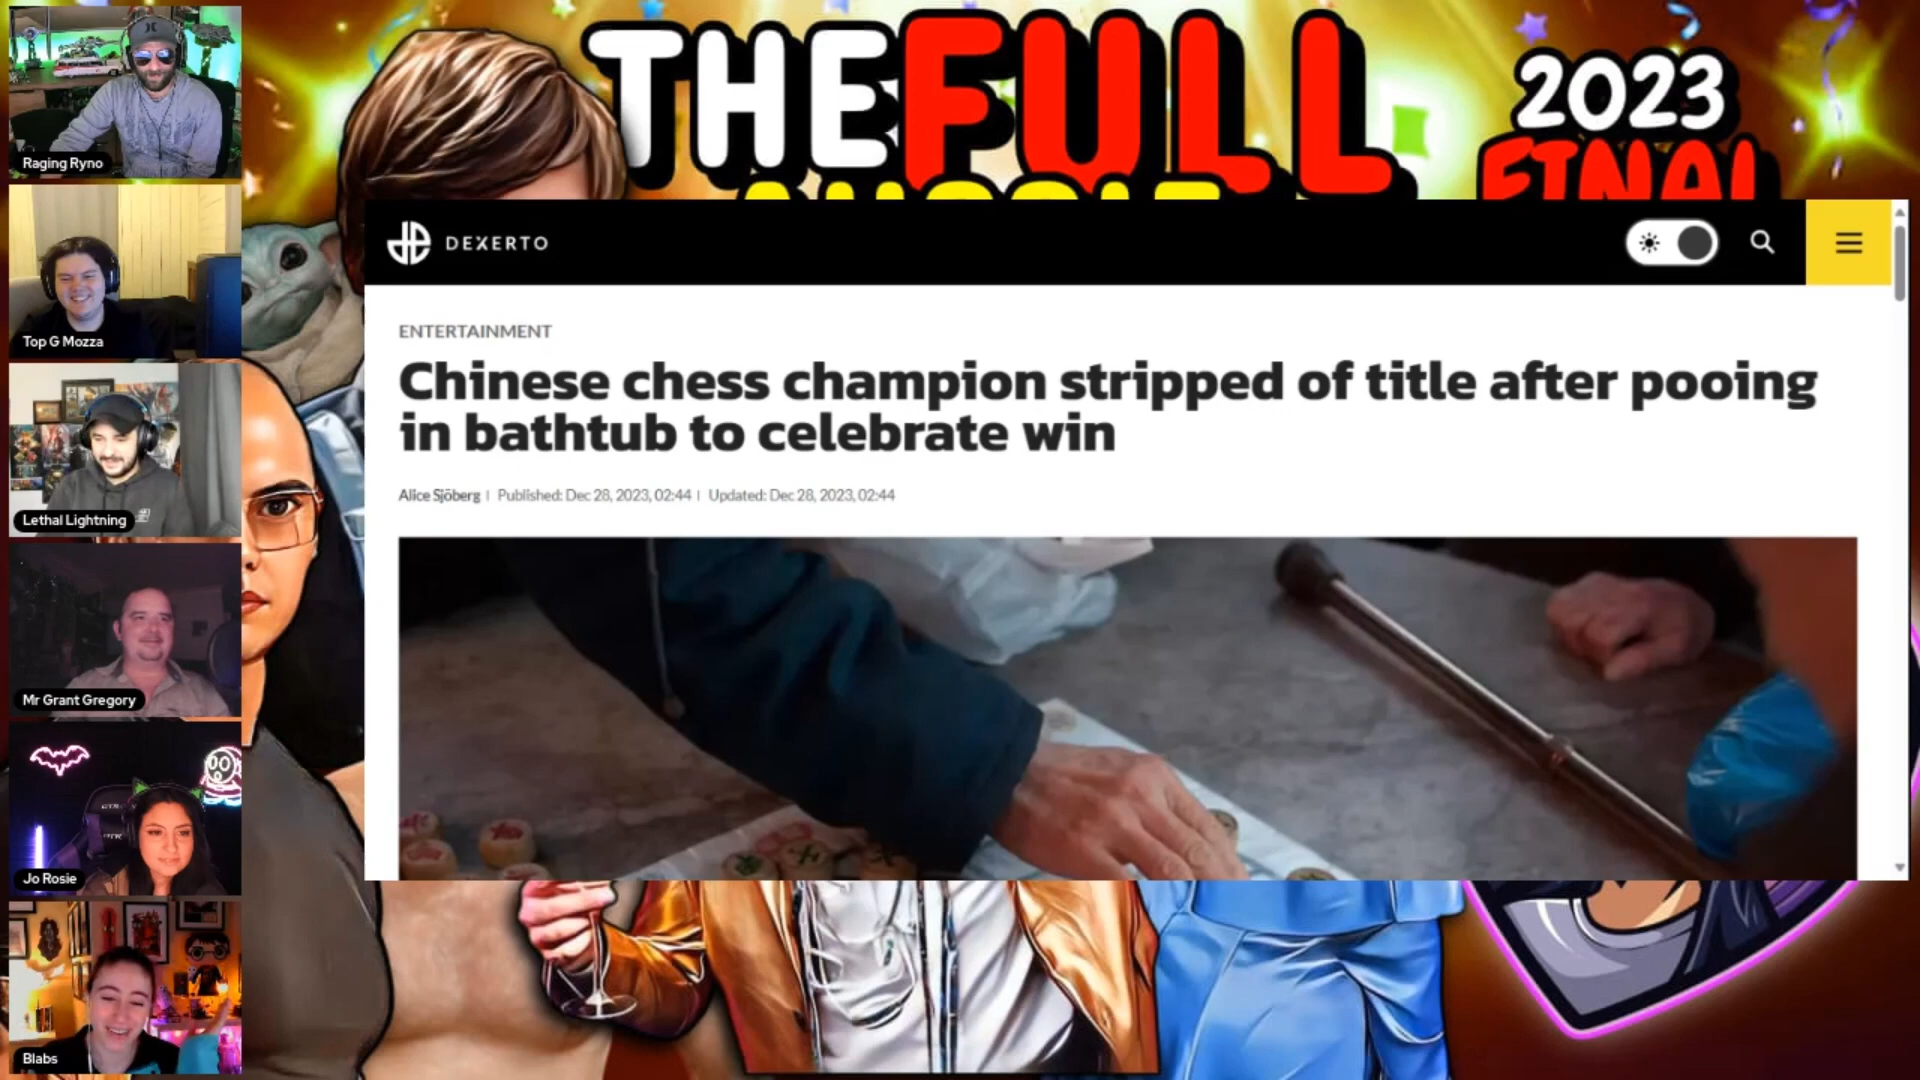 THE FULL
2023
FINAL
Raging Ryno
Top G Mozza
Lethal Lightning
Mr Grant Gregory
Jo Rosie
Blabs
DEXERTO
ENTERTAINMENT
Chinese chess champion stripped of title after pooing
in bathtub to celebrate win
Alice Sjöberg | Published: Dec 28, 2023, 02:44 | Updated: Dec 28, 2023, 02:44